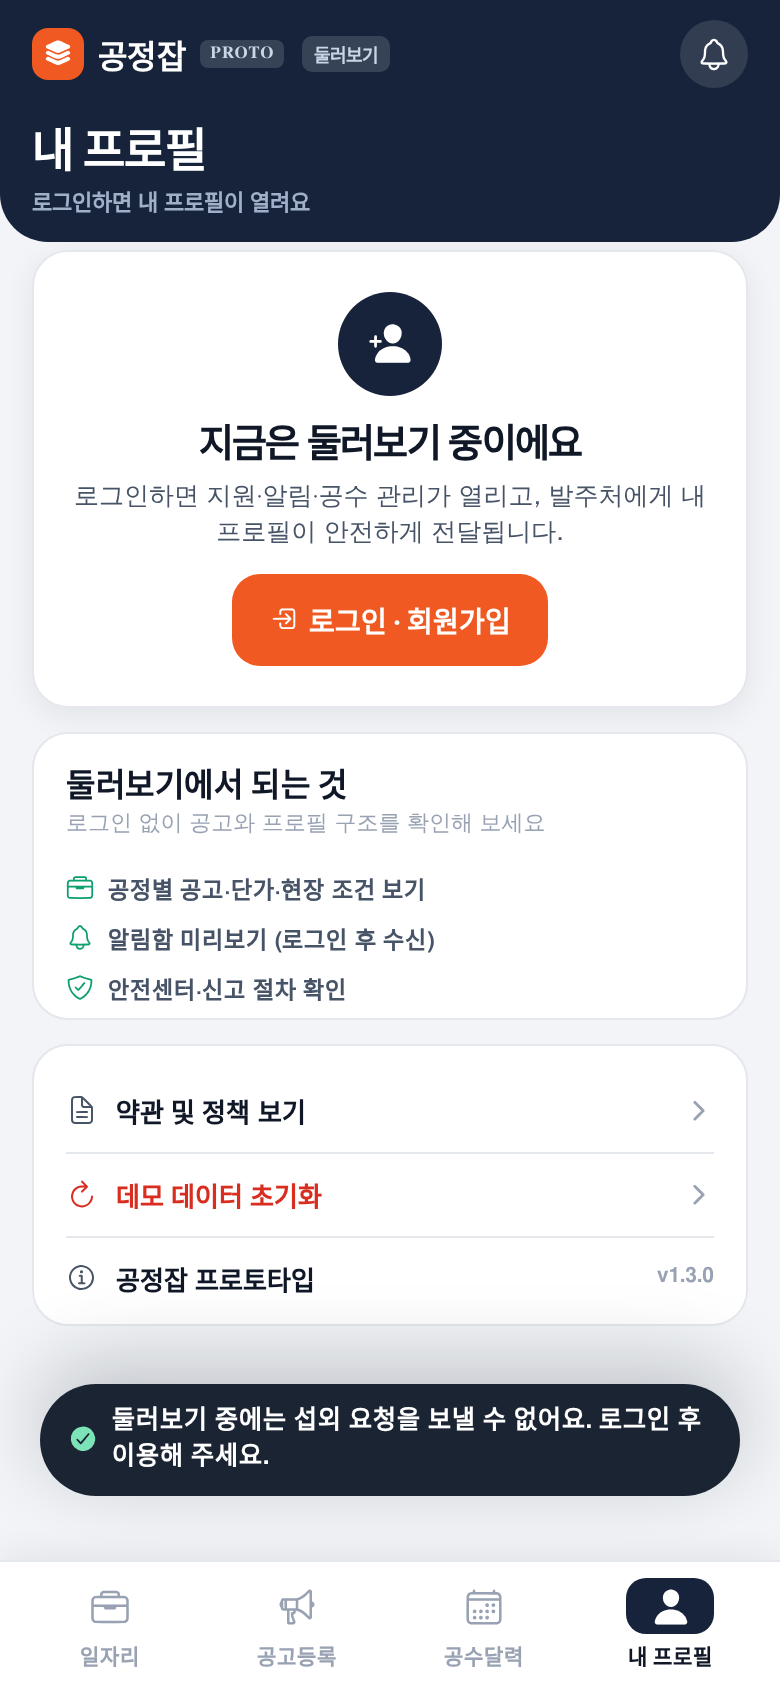 공정잡 PROTO 둘러보기
내 프로필
로그인하면 내 프로필이 열려요
지금은 둘러보기 중이에요
로그인하면 지원·알림·공수 관리가 열리고, 발주처에게 내
프로필이 안전하게 전달됩니다.
로그인 · 회원가입
둘러보기에서 되는 것
로그인 없이 공고와 프로필 구조를 확인해 보세요
공정별 공고·단가·현장 조건 보기
알림함 미리보기 (로그인 후 수신)
안전센터·신고 절차 확인
약관 및 정책 보기
데모 데이터 초기화
공정잡 프로토타입 v1.3.0
둘러보기 중에는 섭외 요청을 보낼 수 없어요. 로그인 후
이용해 주세요.
일자리 공고등록 공수달력 내 프로필